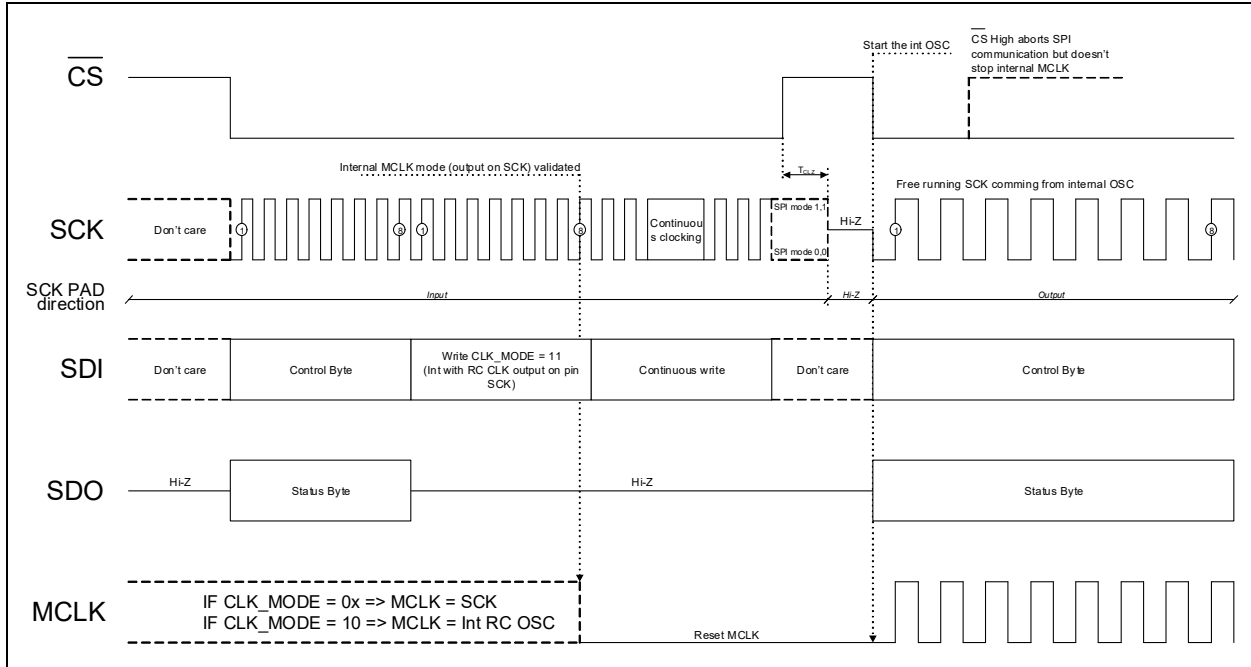 Start the int OSC
CS High aborts SPI
communication but doesn't
stop internal MCLK
CS
Internal MCLK mode (output on SCK) validated
TCLZ
Free running SCK comming from internal OSC
SCK
Don't care
1
8
1
8
Continuou
s clocking
SPI mode 1,1
SPI mode 0,0
Hi-Z
1
8
SCK PAD
direction
Input
Hi-Z
Output
SDI
Don't care
Control Byte
Write CLK_MODE = 11
(Int with RC CLK output on pin
SCK)
Continuous write
Don't care
Control Byte
SDO
Hi-Z
Status Byte
Hi-Z
Status Byte
MCLK
IF CLK_MODE = 0x => MCLK = SCK
IF CLK_MODE = 10 => MCLK = Int RC OSC
Reset MCLK